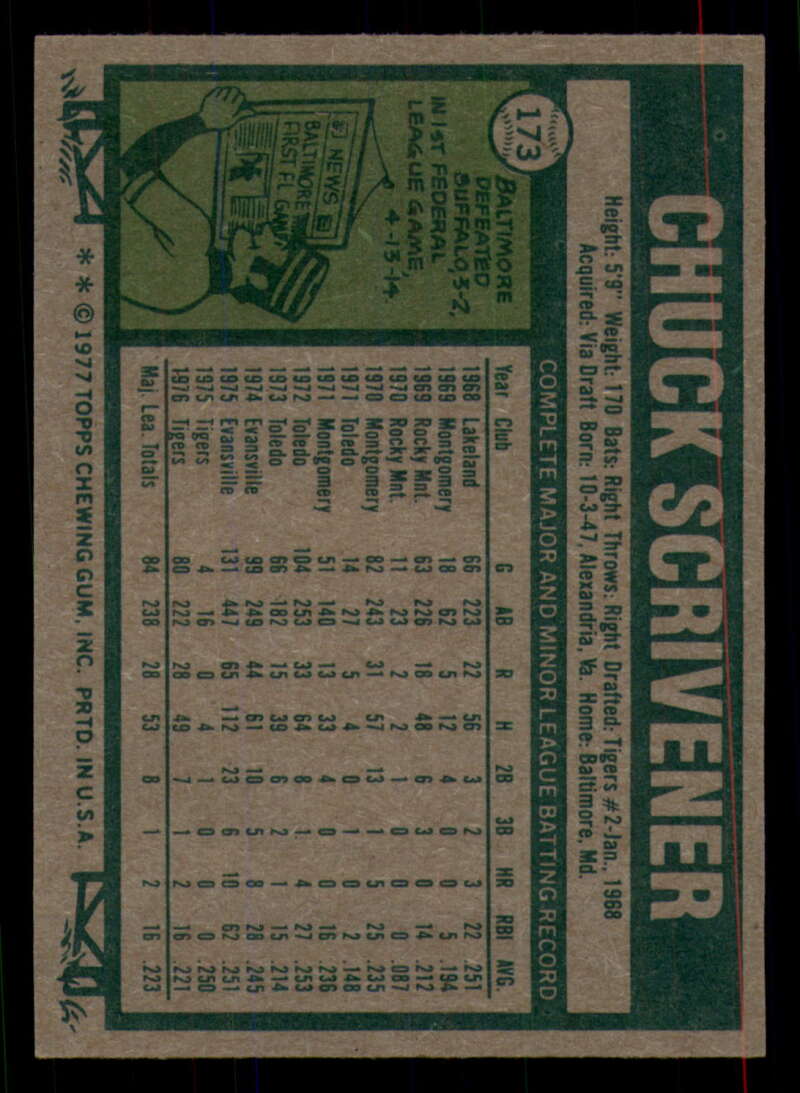 173
CHUCK SCRIVENER
Height: 5'9" Weight: 170 Bats: Right Throws: Right Drafted: Tigers #2-Jan., 1968
Acquired: Via Draft Born: 10-3-47, Alexandria, Va. Home: Baltimore, Md.
BALTIMORE
DEFEATED
BUFFALO, 3-2,
IN 1ST FEDERAL
LEAGUE GAME,
4-13-14.
NEWS
BALTIMORE
FIRST FL GAME
COMPLETE MAJOR AND MINOR LEAGUE BATTING RECORD
Year Club G AB R H 2B 3B HR RBI AVG.
1968 Lakeland 66 223 22 56 3 2 3 22 .251
1969 Montgomery 18 62 5 12 4 0 0 5 .194
1969 Rocky Mnt. 63 226 18 48 6 3 0 14 .212
1970 Rocky Mnt. 11 23 2 2 1 0 0 0 .087
1970 Montgomery 82 243 31 57 13 1 5 25 .235
1971 Toledo 14 27 5 4 0 1 0 2 .148
1971 Montgomery 51 140 13 33 4 0 0 16 .236
1972 Toledo 104 253 33 64 8 1 4 27 .253
1973 Toledo 66 182 15 39 6 2 1 15 .214
1974 Evansville 99 249 44 61 10 5 8 28 .245
1975 Evansville 131 447 65 112 23 6 10 62 .251
1975 Tigers 4 16 0 4 1 0 0 0 .250
1976 Tigers 80 222 28 49 7 1 2 16 .221
Maj. Lea. Totals 84 238 28 53 8 1 2 16 .223
* * © 1977 TOPPS CHEWING GUM, INC. PRTD. IN U.S.A.